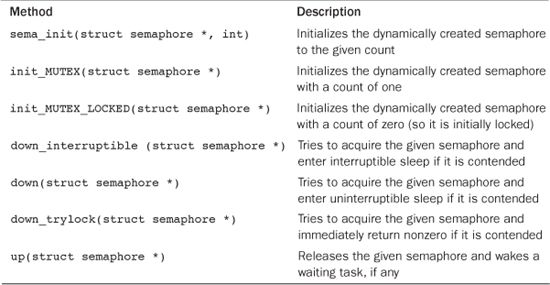 Method Description
sema_init(struct semaphore *, int) Initializes the dynamically created semaphore
to the given count
init_MUTEX(struct semaphore *) Initializes the dynamically created semaphore
with a count of one
init_MUTEX_LOCKED(struct semaphore *) Initializes the dynamically created semaphore
with a count of zero (so it is initially locked)
down_interruptible (struct semaphore *) Tries to acquire the given semaphore and
enter interruptible sleep if it is contended
down(struct semaphore *) Tries to acquire the given semaphore and
enter uninterruptible sleep if it is contended
down_trylock(struct semaphore *) Tries to acquire the given semaphore and
immediately return nonzero if it is contended
up(struct semaphore *) Releases the given semaphore and wakes a
waiting task, if any